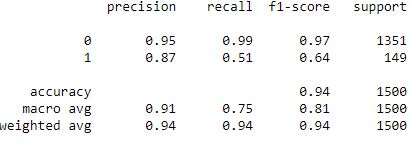 precision recall f1-score support
0 0.95 0.99 0.97 1351
1 0.87 0.51 0.64 149
accuracy 0.94 1500
macro avg 0.91 0.75 0.81 1500
weighted avg 0.94 0.94 0.94 1500